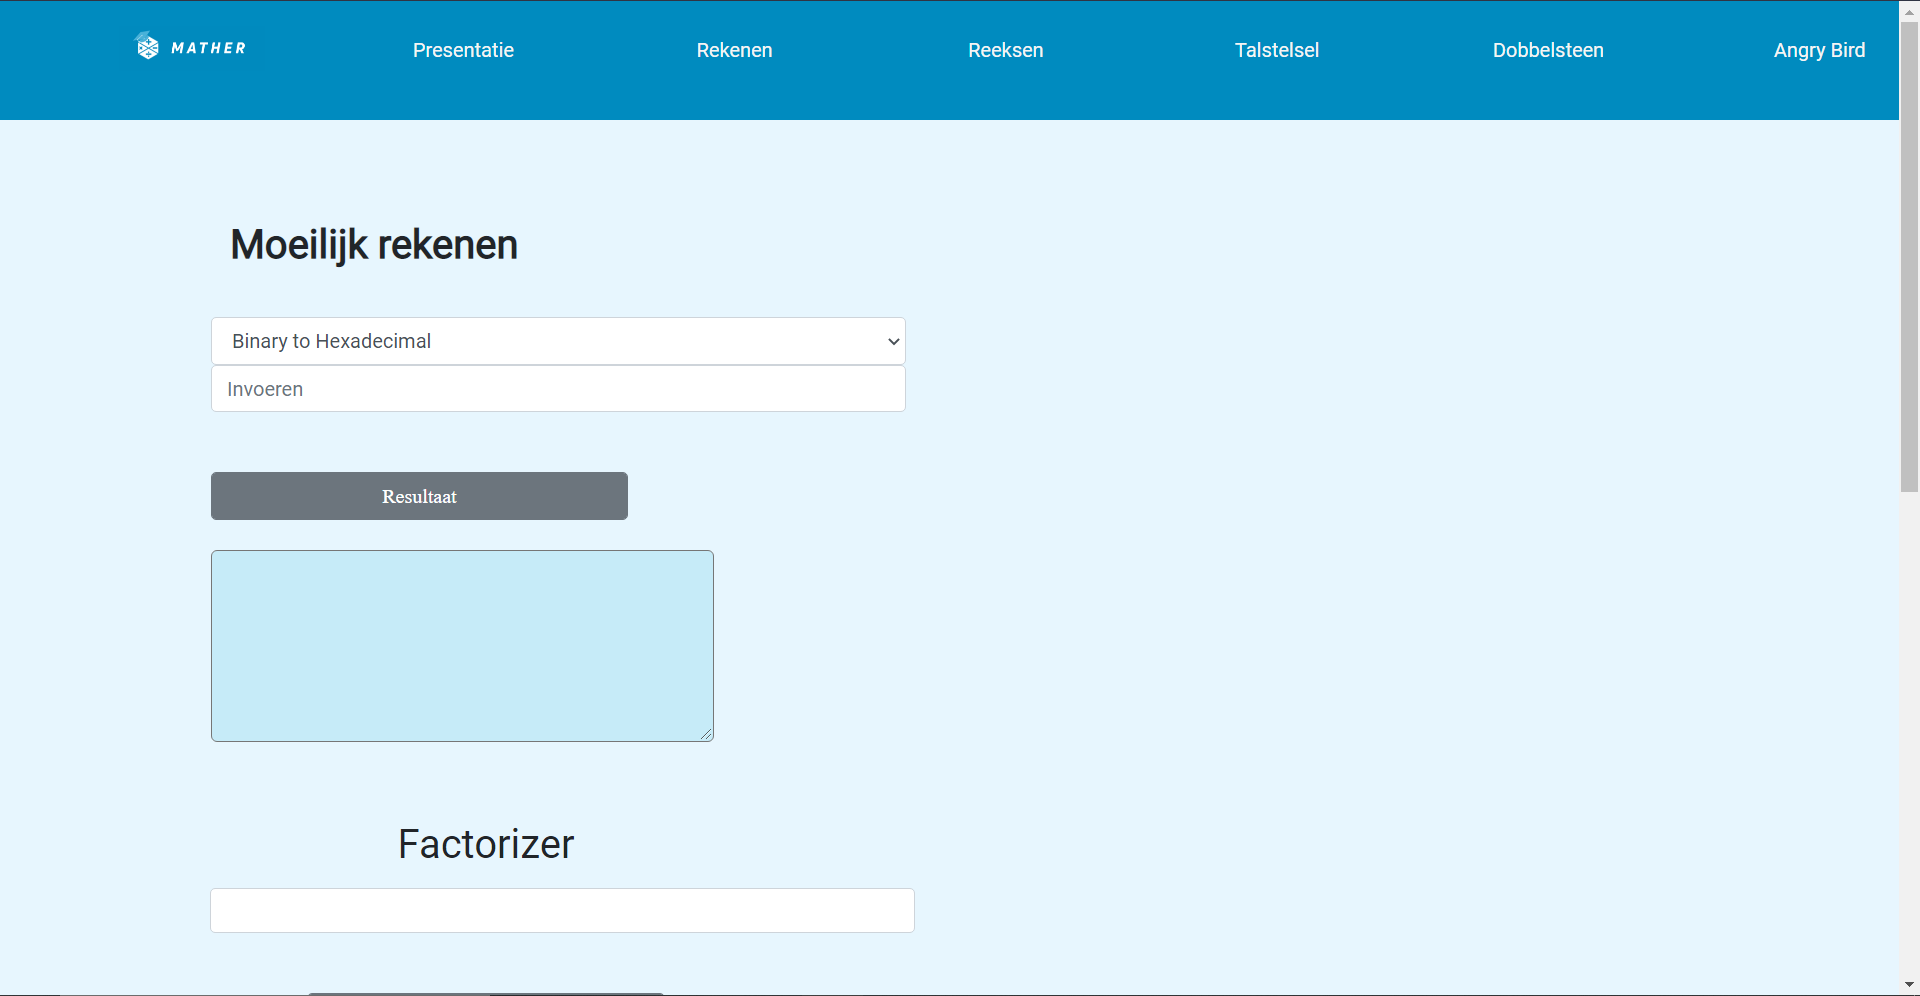 MATHER Presentatie Rekenen Reeksen Talstelsel Dobbelsteen Angry Bird
Moeilijk rekenen
Binary to Hexadecimal
Invoeren
Resultaat
Factorizer